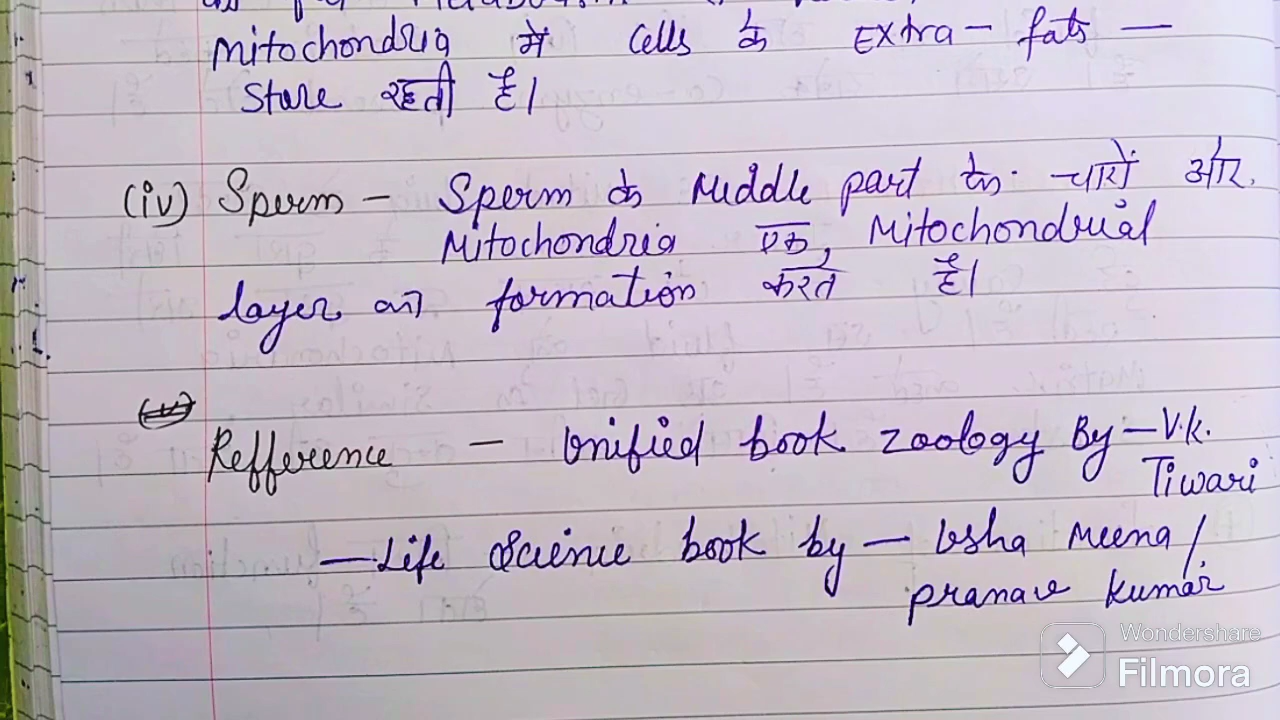 Mitochondria में cells के Extra - fats —
Store रहती है।
(iv) Sperm - Sperm के Middle part के चारों ओर
Mitochondria एक, Mitochondrial
layer का formation करते हैं।
(v)
Refference - Unified book zoology By - V.k.
Tiwari
- Life Science book by - Usha Meena /
pranav kumar
Wondershare
Filmora